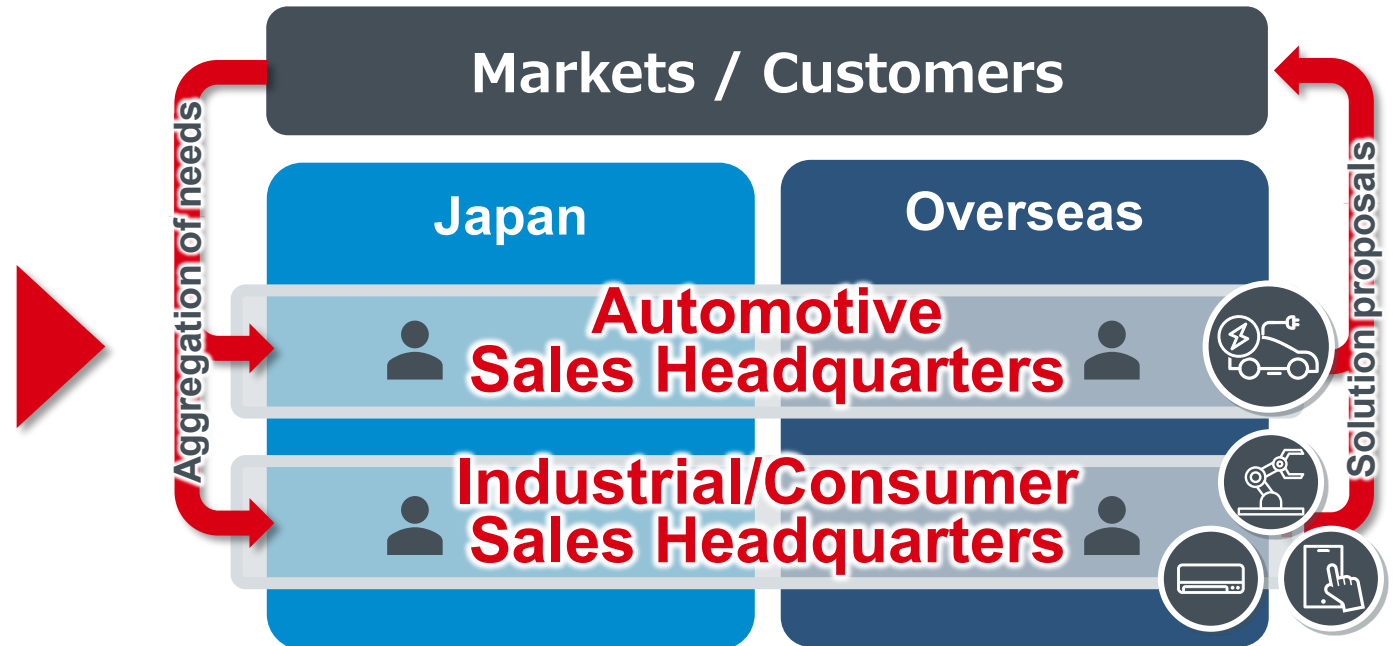 Markets / Customers
Aggregation of needs
Japan
Overseas
Automotive
Sales Headquarters
Industrial/Consumer
Sales Headquarters
Solution proposals